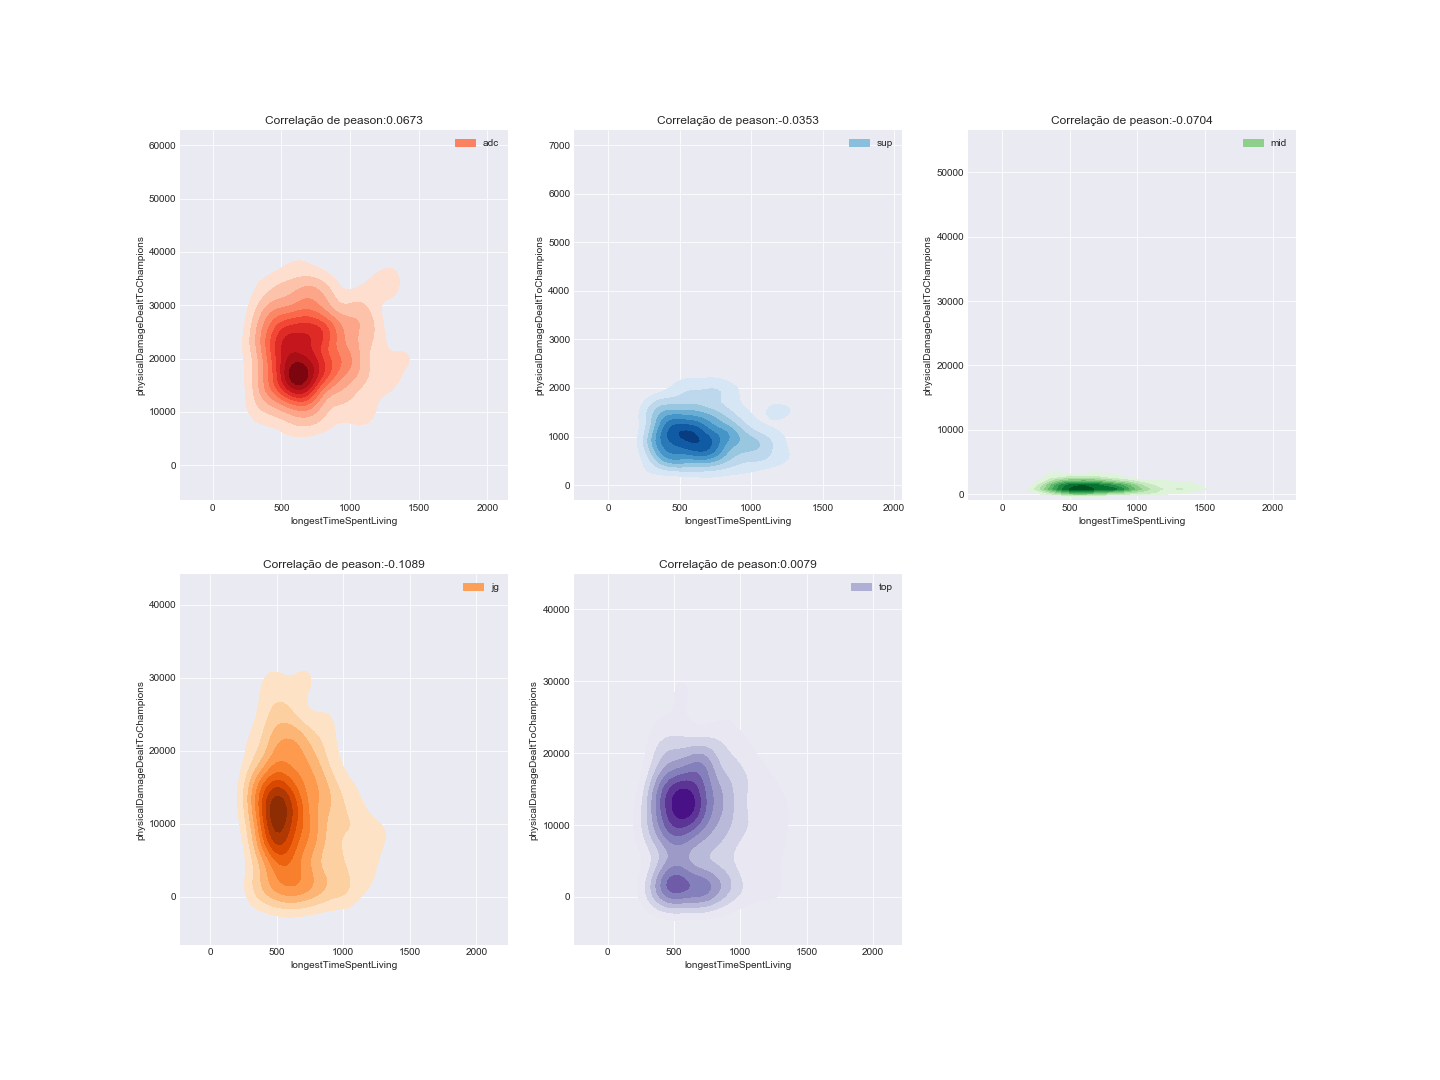 Correlação de peason:0.0673
adc
60000
50000
40000
30000
20000
10000
0
physicalDamageDealtToChampions
0 500 1000 1500 2000
longestTimeSpentLiving
Correlação de peason:-0.0353
sup
7000
6000
5000
4000
3000
2000
1000
0
physicalDamageDealtToChampions
0 500 1000 1500 2000
longestTimeSpentLiving
Correlação de peason:-0.0704
mid
50000
40000
30000
20000
10000
0
physicalDamageDealtToChampions
0 500 1000 1500 2000
longestTimeSpentLiving
Correlação de peason:-0.1089
jg
40000
30000
20000
10000
0
physicalDamageDealtToChampions
0 500 1000 1500 2000
longestTimeSpentLiving
Correlação de peason:0.0079
top
40000
30000
20000
10000
0
physicalDamageDealtToChampions
0 500 1000 1500 2000
longestTimeSpentLiving